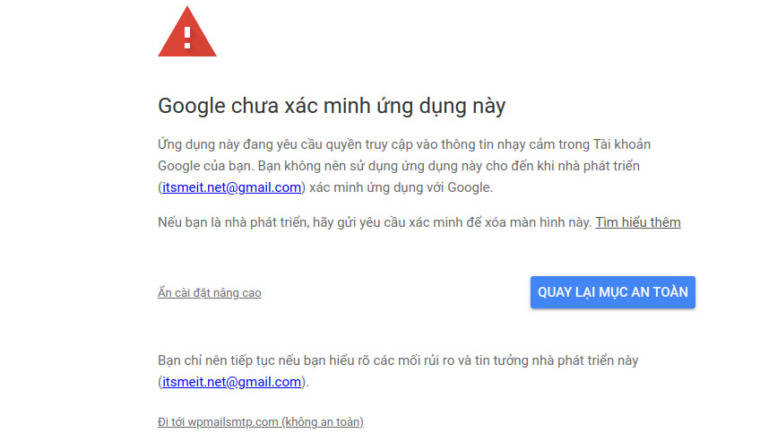 Google chưa xác minh ứng dụng này
Ứng dụng này đang yêu cầu quyền truy cập vào thông tin nhạy cảm trong Tài khoản
Google của bạn. Bạn không nên sử dụng ứng dụng này cho đến khi nhà phát triển
(itsmeit.net@gmail.com) xác minh ứng dụng với Google.
Nếu bạn là nhà phát triển, hãy gửi yêu cầu xác minh để xóa màn hình này. Tìm hiểu thêm
Ẩn cài đặt nâng cao
QUAY LẠI MỤC AN TOÀN
Bạn chỉ nên tiếp tục nếu bạn hiểu rõ các mối rủi ro và tin tưởng nhà phát triển này
(itsmeit.net@gmail.com).
Đi tới wpmailsmtp.com (không an toàn)